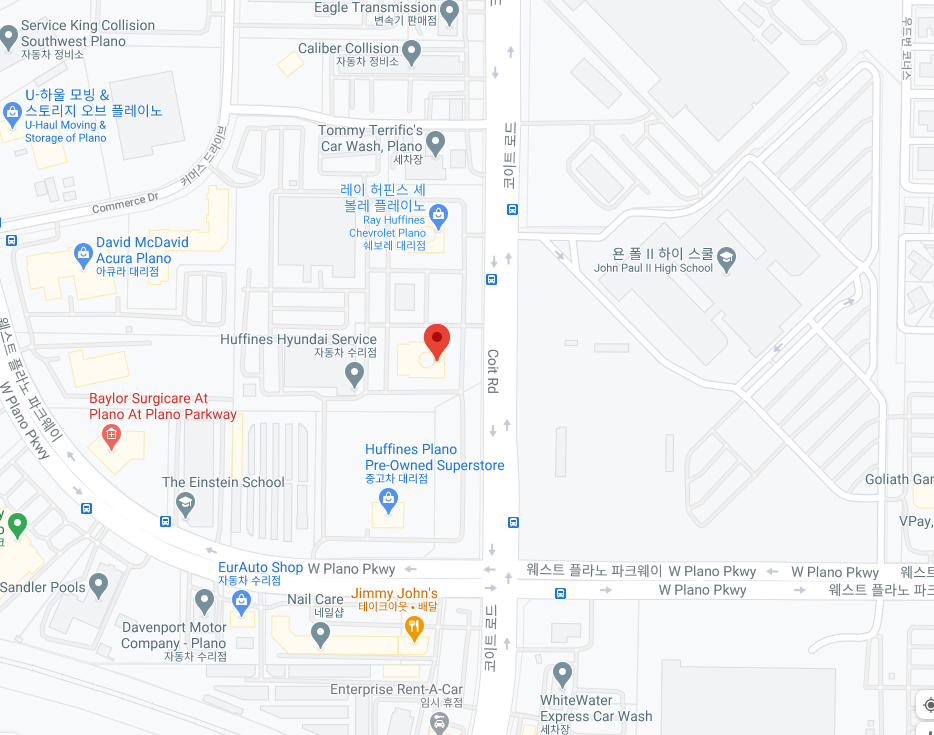 Eagle Transmission
변속기 판매점
Service King Collision
Southwest Plano
자동차 정비소
Caliber Collision
자동차 정비소
우드번 코너스
U-하울 모빙 &
스토리지 오브 플레이노
U-Haul Moving &
Storage of Plano
Tommy Terrific's
Car Wash, Plano
세차장
커머스 드라이브
Commerce Dr
코이트 로드
레이 허핀스 셰
볼레 플레이노
Ray Huffines
Chevrolet Plano
쉐보레 대리점
David McDavid
Acura Plano
아큐라 대리점
욘 폴 II 하이 스쿨
John Paul II High School
Huffines Hyundai Service
자동차 수리점
Coit Rd
웨스트 플라노 파크웨이
W Plano Pkwy
Baylor Surgicare At
Plano At Plano Parkway
Huffines Plano
Pre-Owned Superstore
중고차 대리점
The Einstein School
Goliath Gar
VPay,
EurAuto Shop
자동차 수리점
W Plano Pkwy
웨스트 플라노 파크웨이 W Plano Pkwy
W Plano Pkwy
웨스트
Sandler Pools
W Plano Pkwy
웨스트 플라노 파크
Nail Care
네일샵
Jimmy John's
테이크아웃 • 배달
Davenport Motor
Company - Plano
자동차 수리점
코이트 로드
Enterprise Rent-A-Car
임시 휴점
WhiteWater
Express Car Wash
세차장